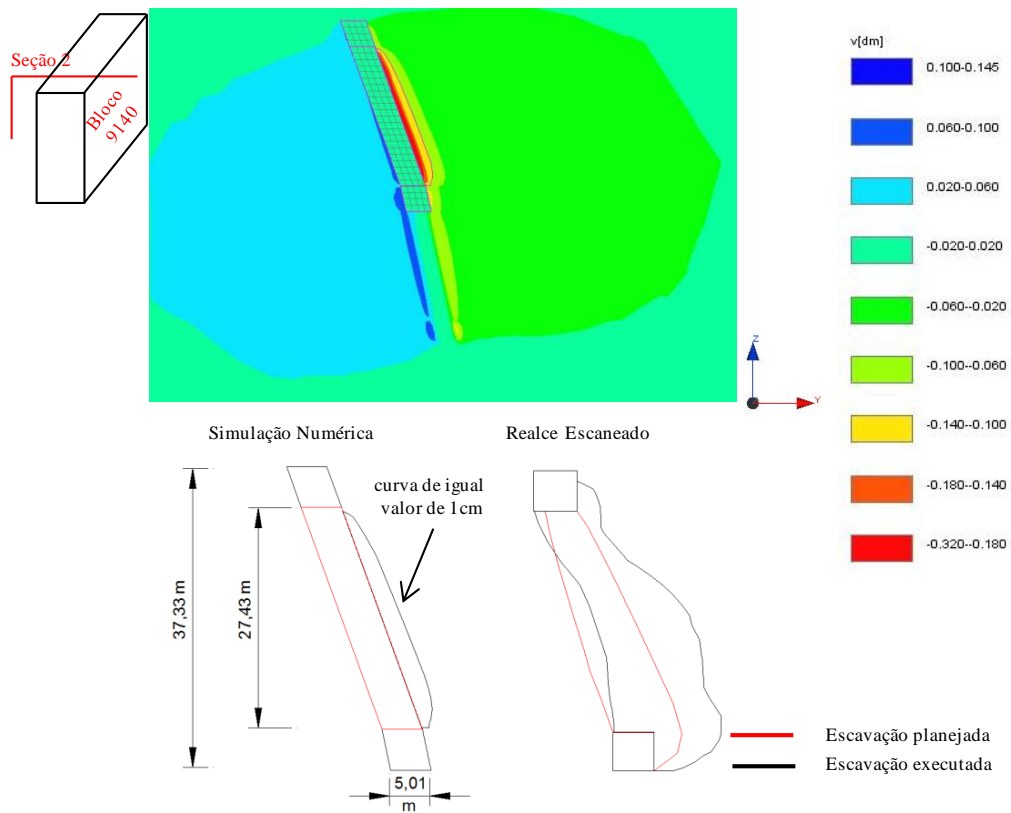 Seção 2
Bloco
9140
v[dm]
0.100-0.145
0.060-0.100
0.020-0.060
-0.020-0.020
-0.060--0.020
-0.100--0.060
-0.140--0.100
-0.180--0.140
-0.320--0.180
Z
Y
Simulação Numérica
Realce Escaneado
curva de igual
valor de 1cm
37,33 m
27,43 m
5,01
m
Escavação planejada
Escavação executada